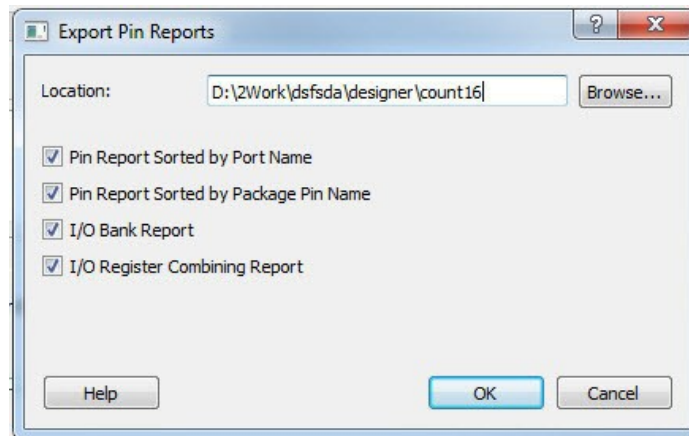 Export Pin Reports
Location: D:\2Work\dsfsda\designer\count16 Browse...
Pin Report Sorted by Port Name
Pin Report Sorted by Package Pin Name
I/O Bank Report
I/O Register Combining Report
Help OK Cancel